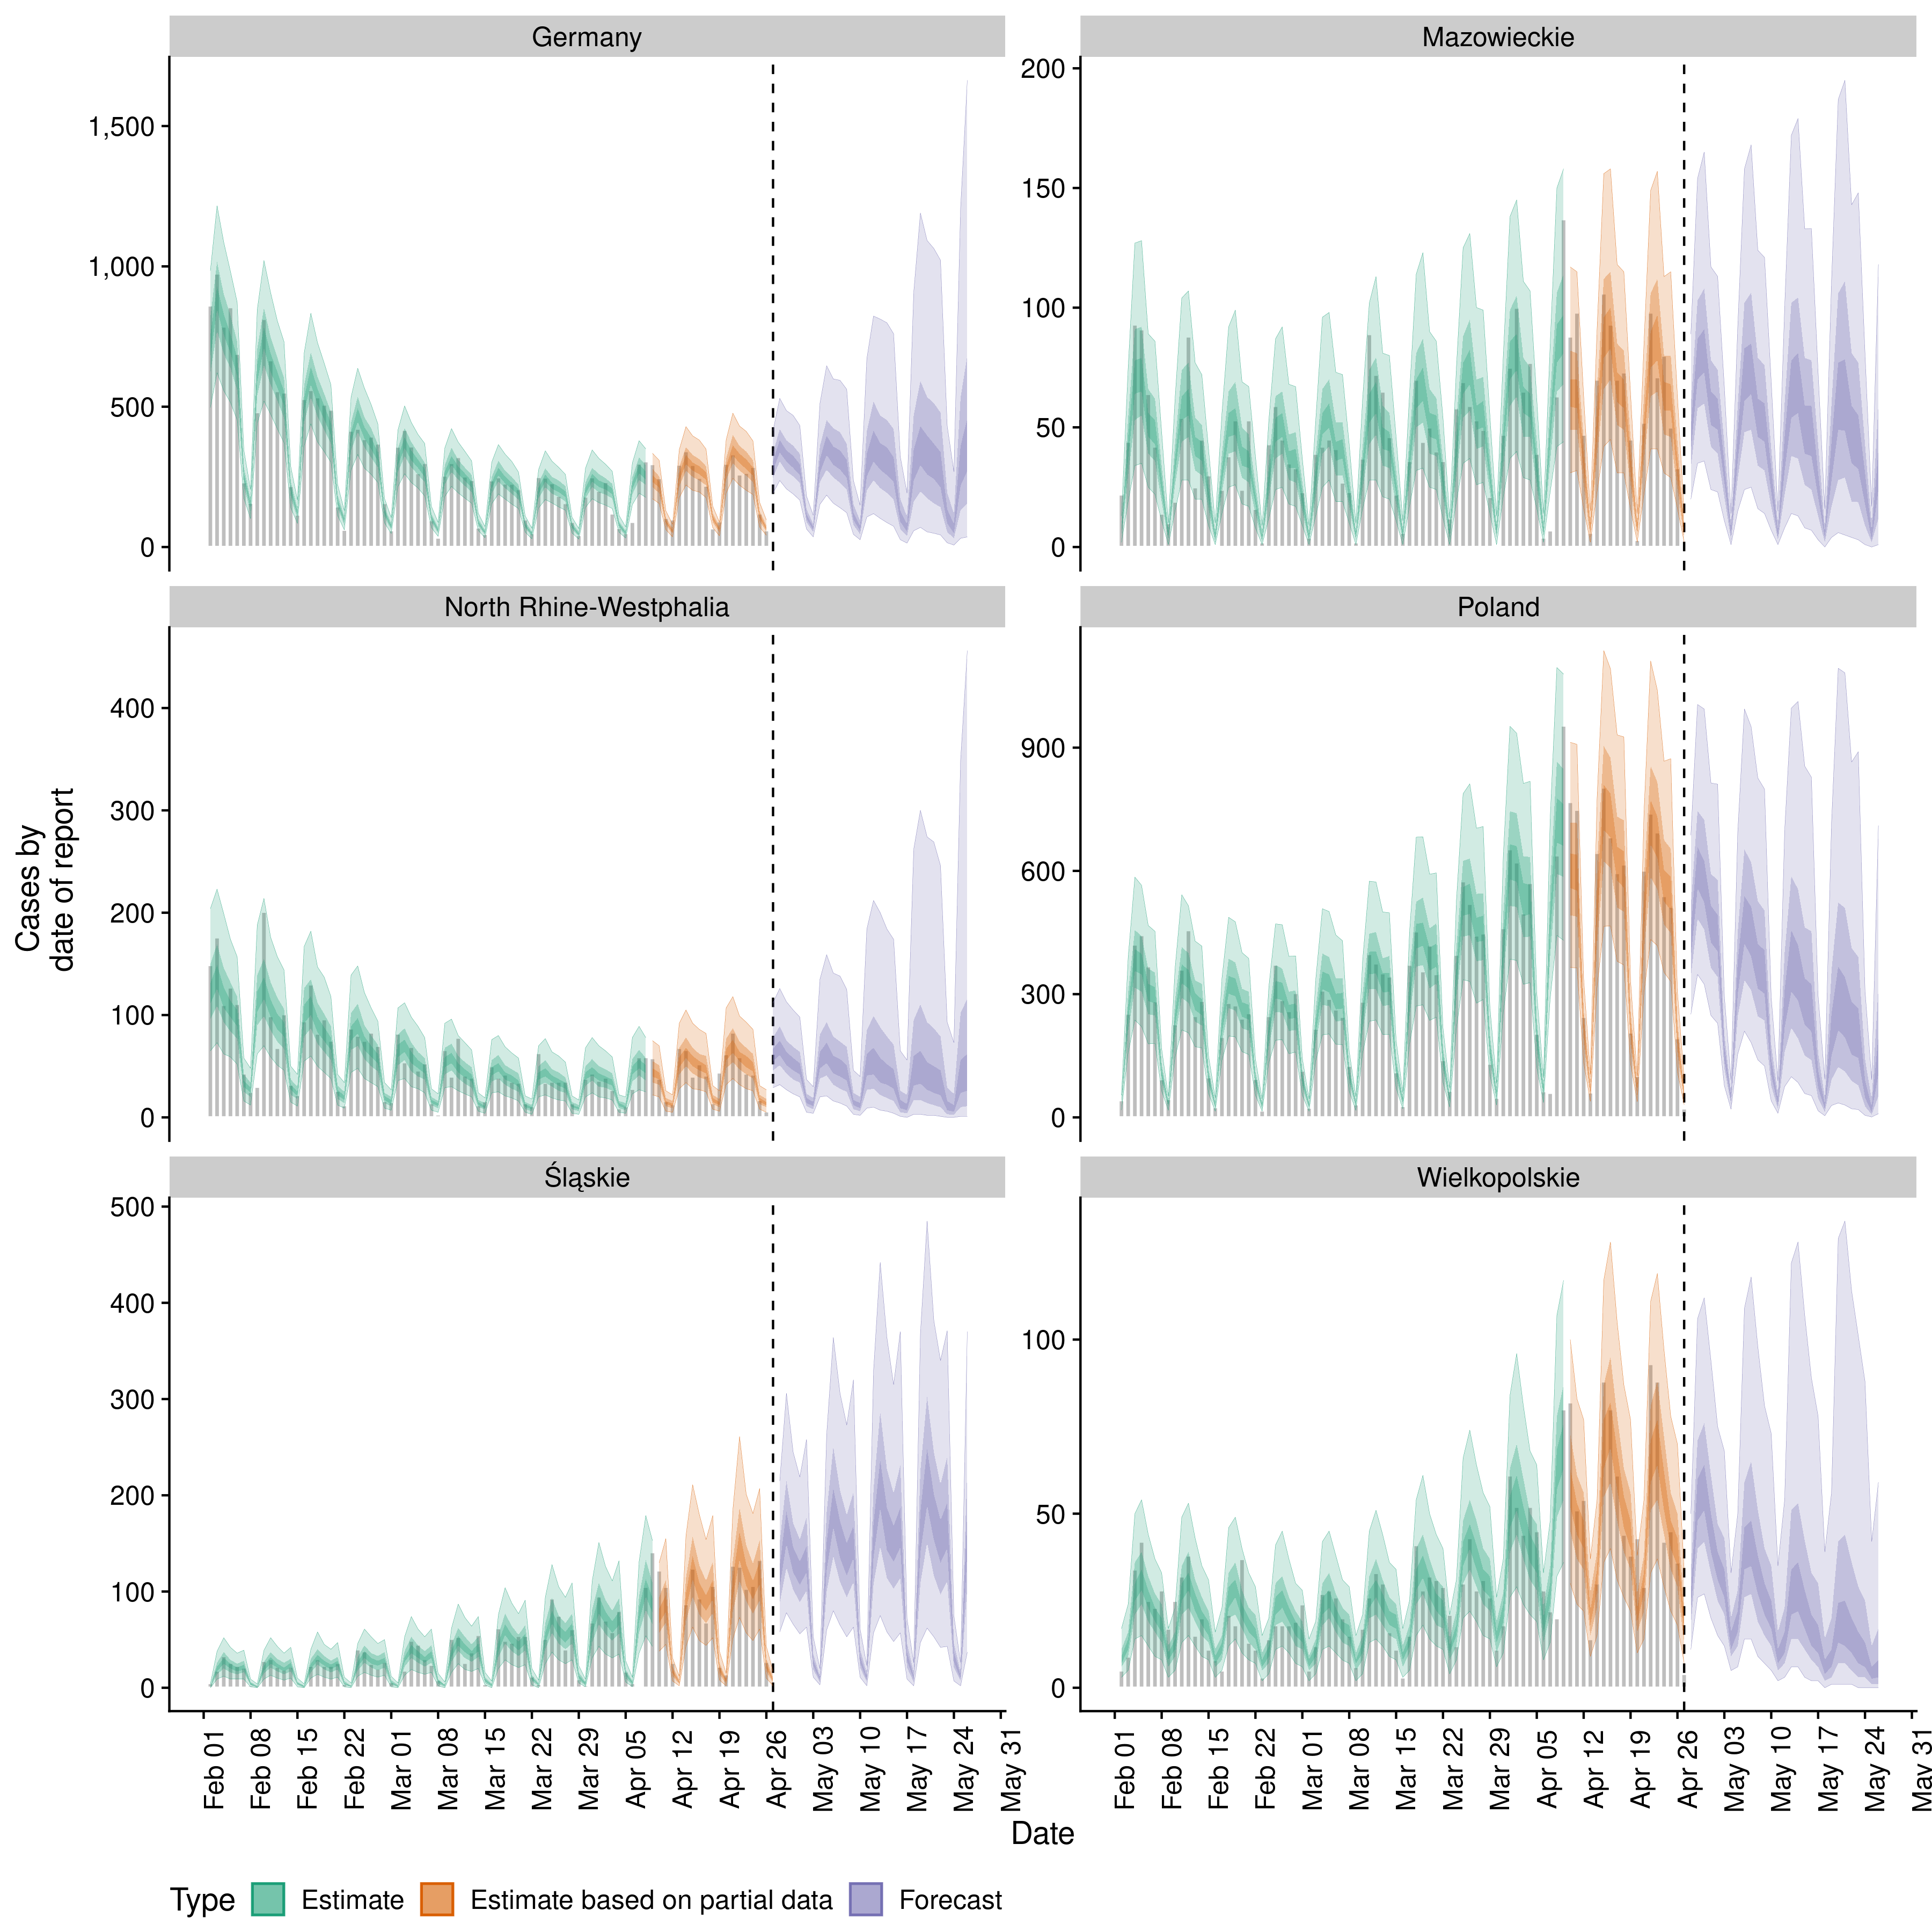 Germany
Mazowieckie
1,500
1,000
500
0
200
150
100
50
0
North Rhine-Westphalia
Poland
400
300
200
100
0
900
600
300
0
Cases by
date of report
Śląskie
Wielkopolskie
500
400
300
200
100
0
100
50
0
Feb 01
Feb 08
Feb 15
Feb 22
Mar 01
Mar 08
Mar 15
Mar 22
Mar 29
Apr 05
Apr 12
Apr 19
Apr 26
May 03
May 10
May 17
May 24
May 31
Feb 01
Feb 08
Feb 15
Feb 22
Mar 01
Mar 08
Mar 15
Mar 22
Mar 29
Apr 05
Apr 12
Apr 19
Apr 26
May 03
May 10
May 17
May 24
May 31
Date
Type Estimate Estimate based on partial data Forecast